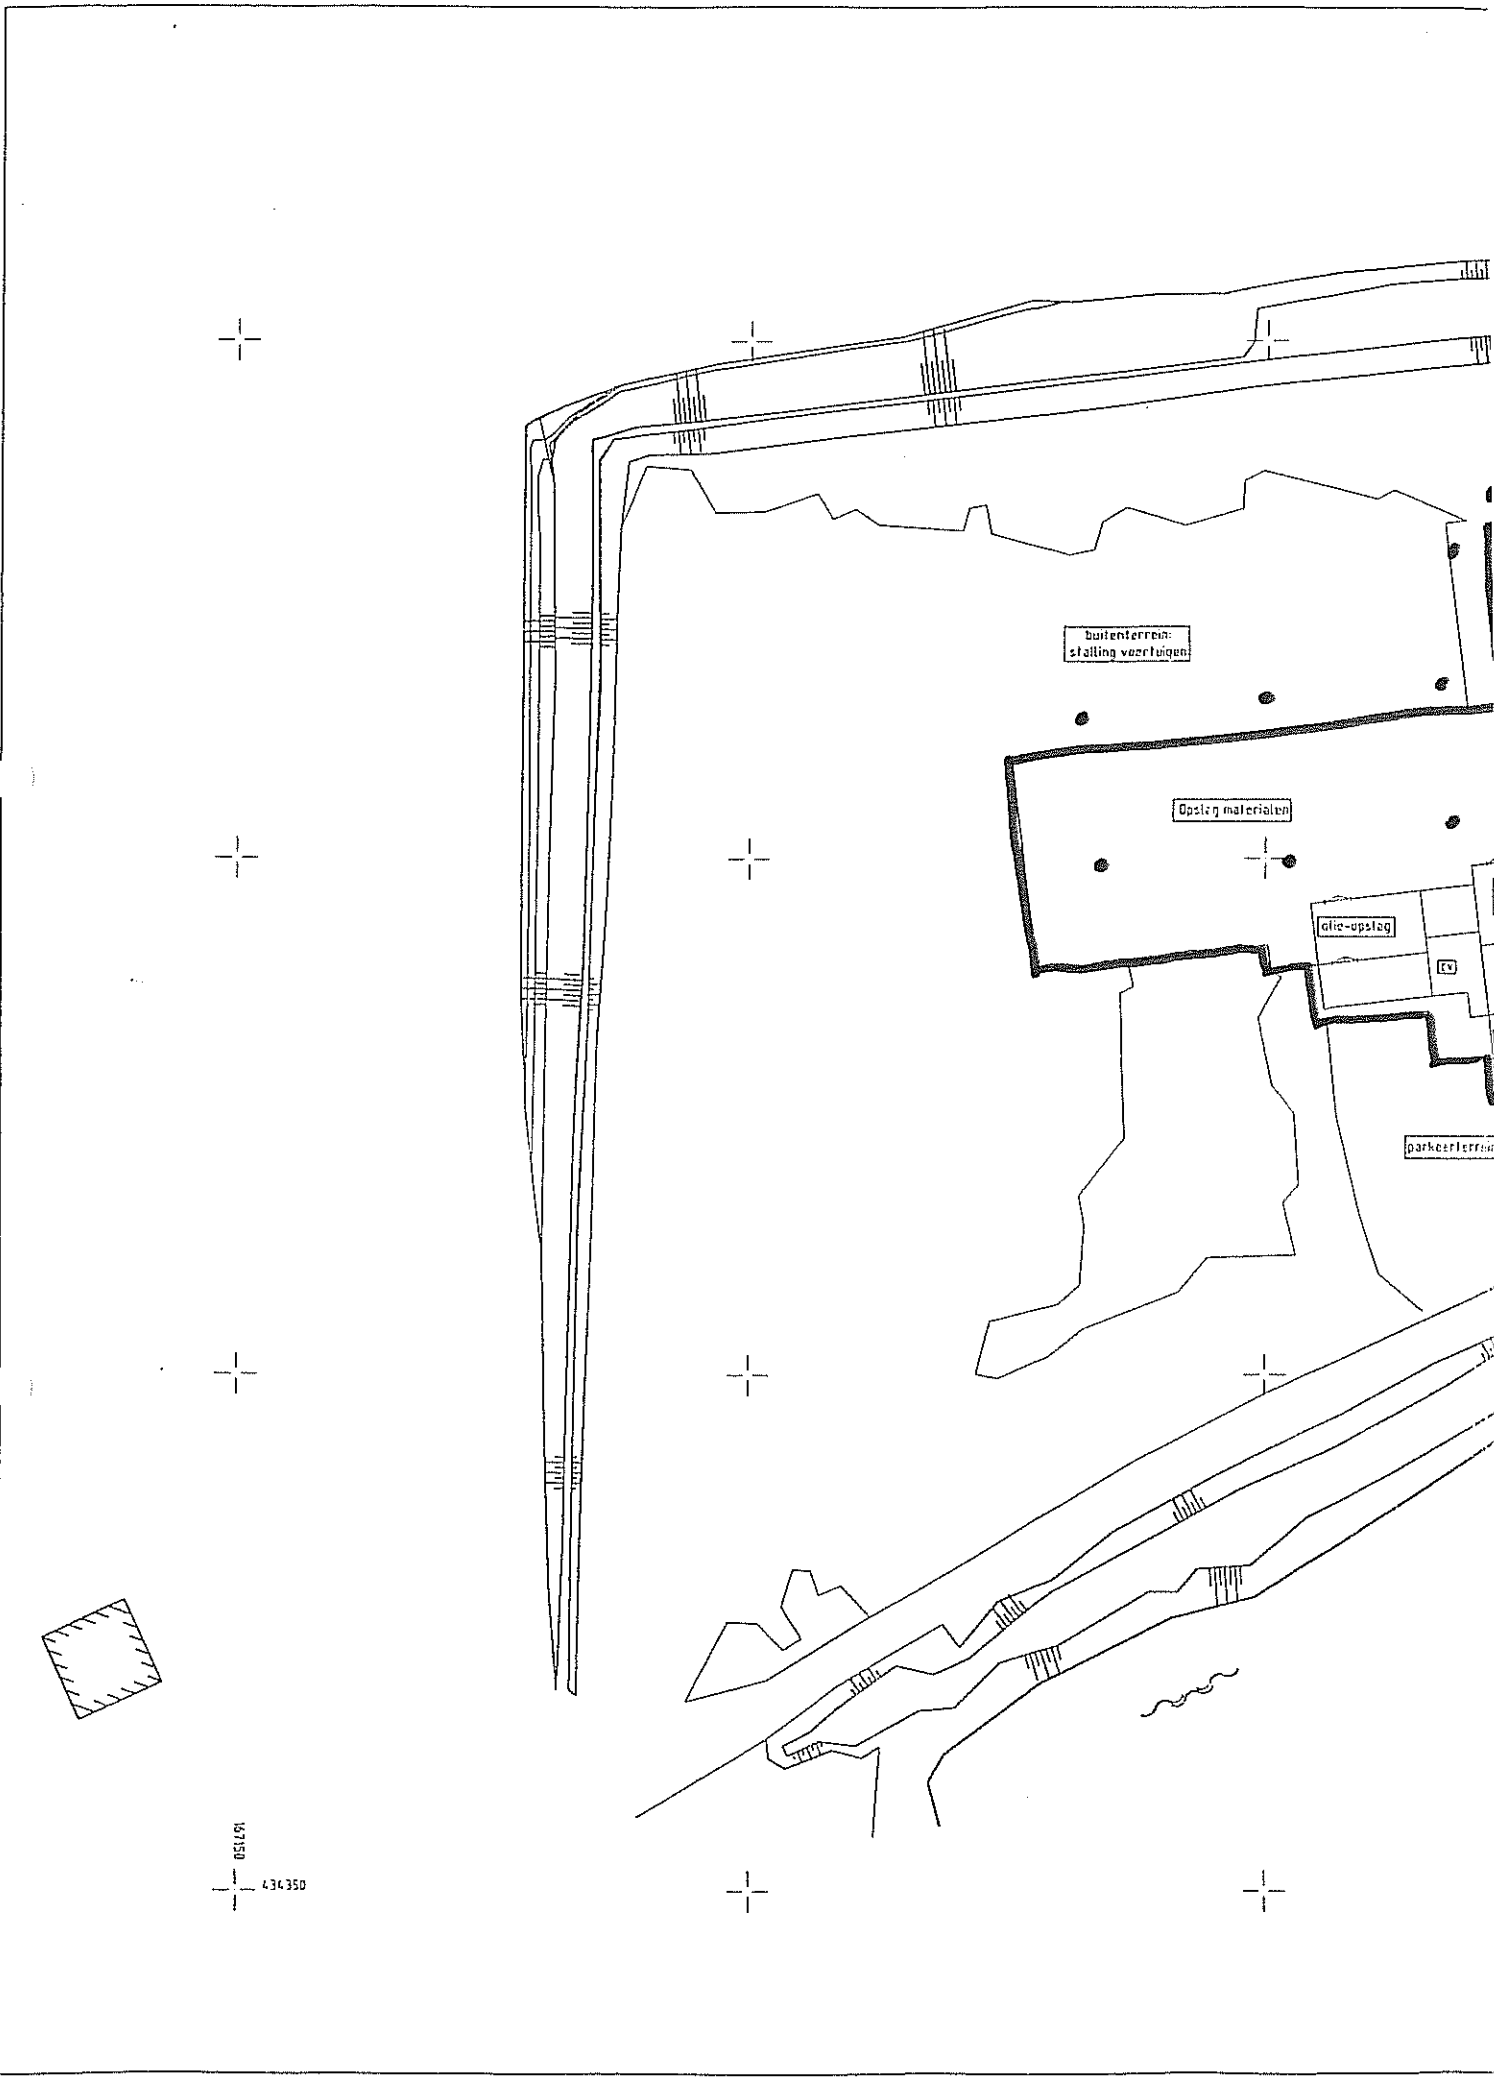 buitenterrein:
stalling voertuigen
Opslag materialen
olie-opslag
CV
parkeerterrein
167150
434350